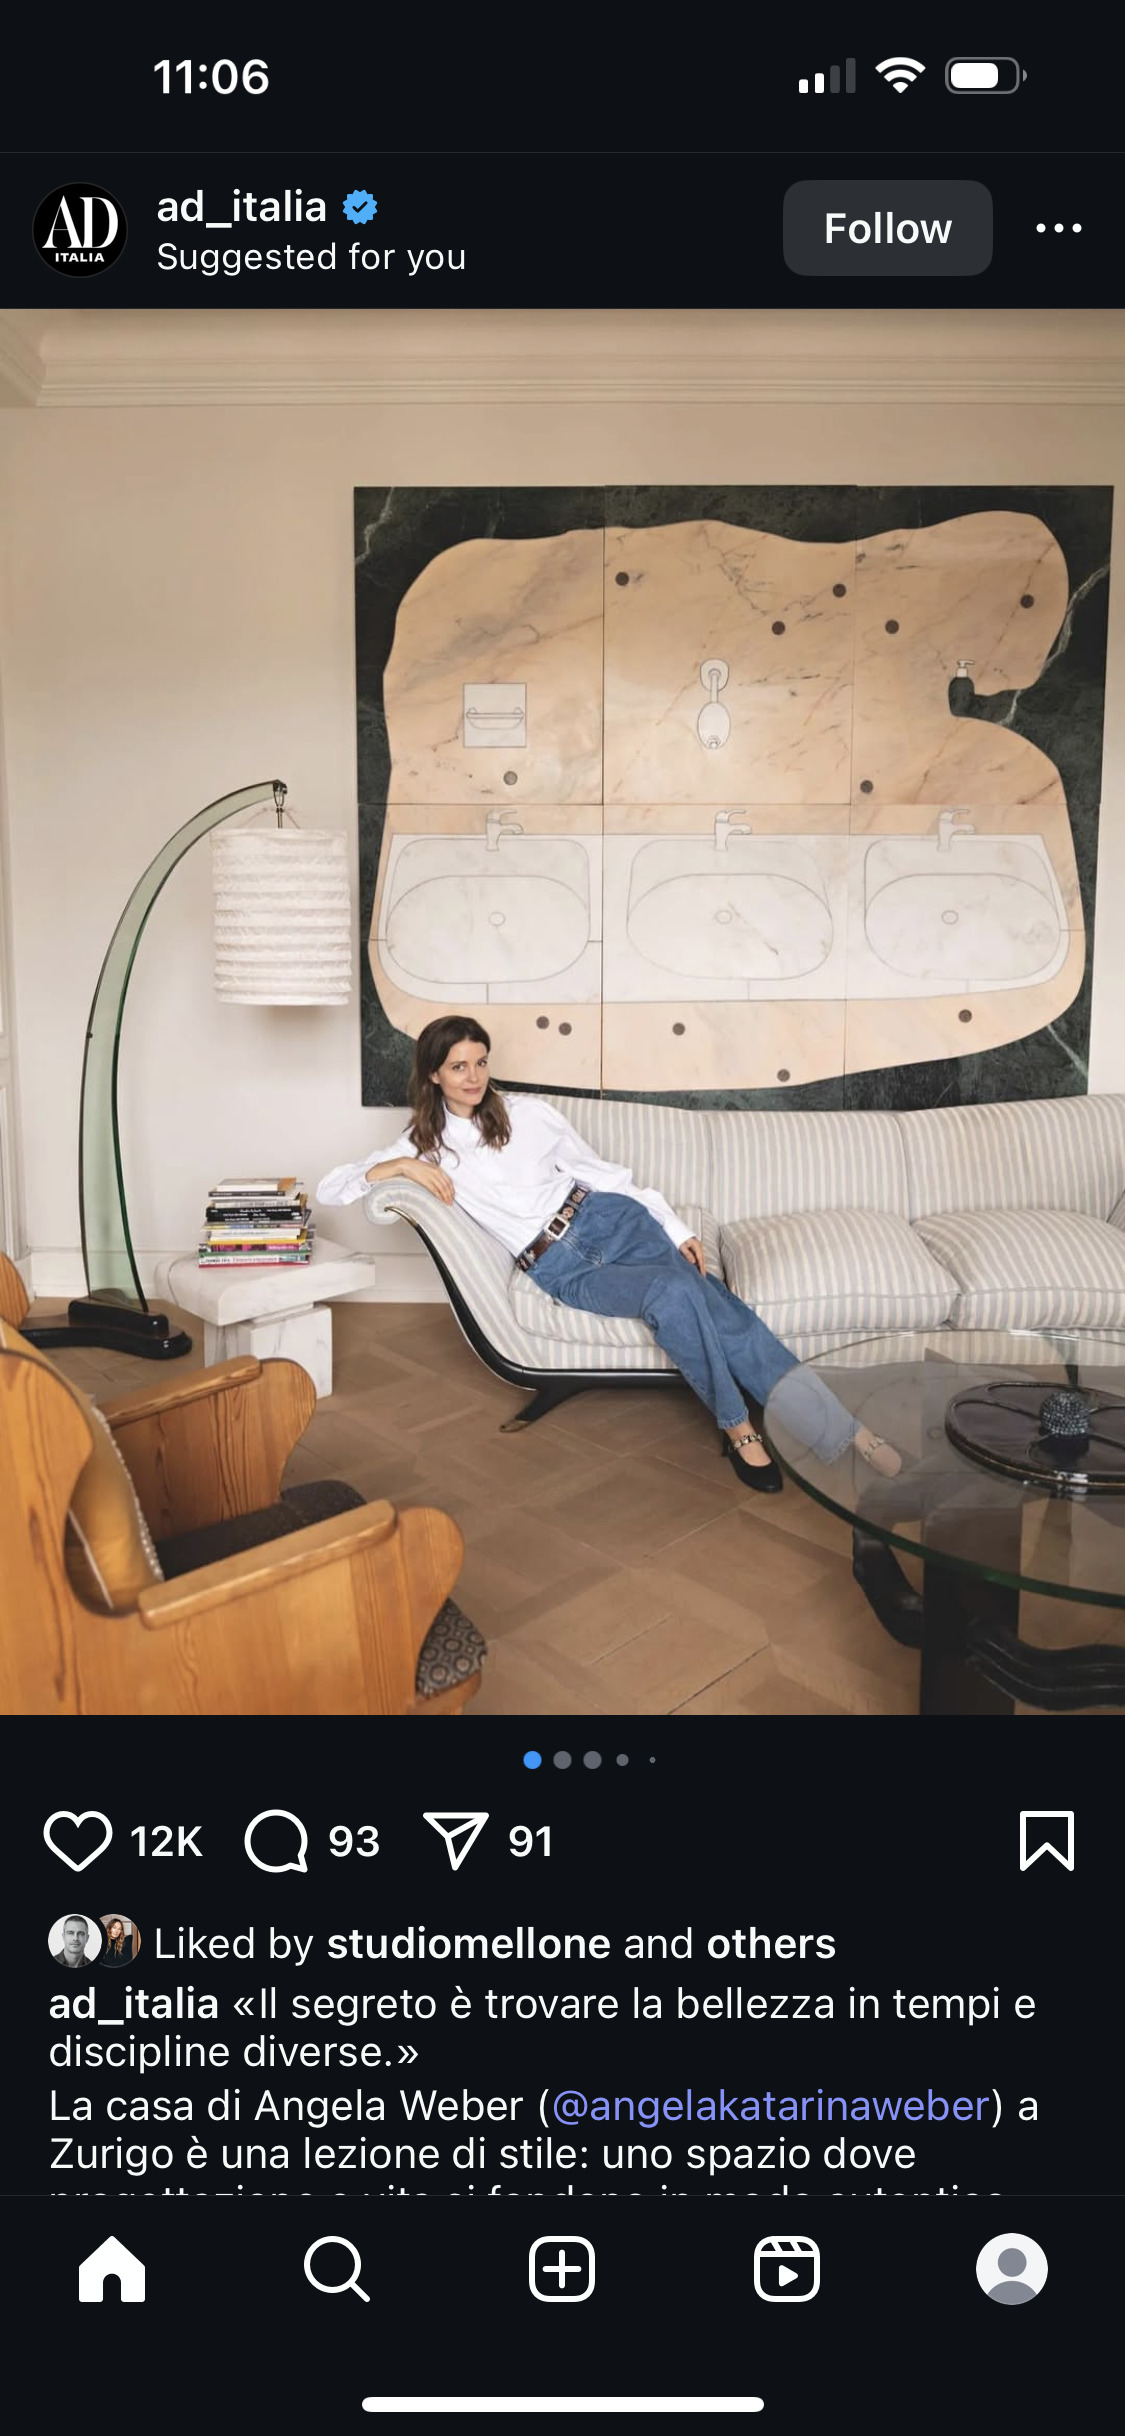 11:06
AD
ITALIA
ad_italia
Suggested for you
Follow
12K
93
91
Liked by studiomellone and others
ad_italia «Il segreto è trovare la bellezza in tempi e
discipline diverse.»
La casa di Angela Weber (@angelakatarinaweber) a
Zurigo è una lezione di stile: uno spazio dove